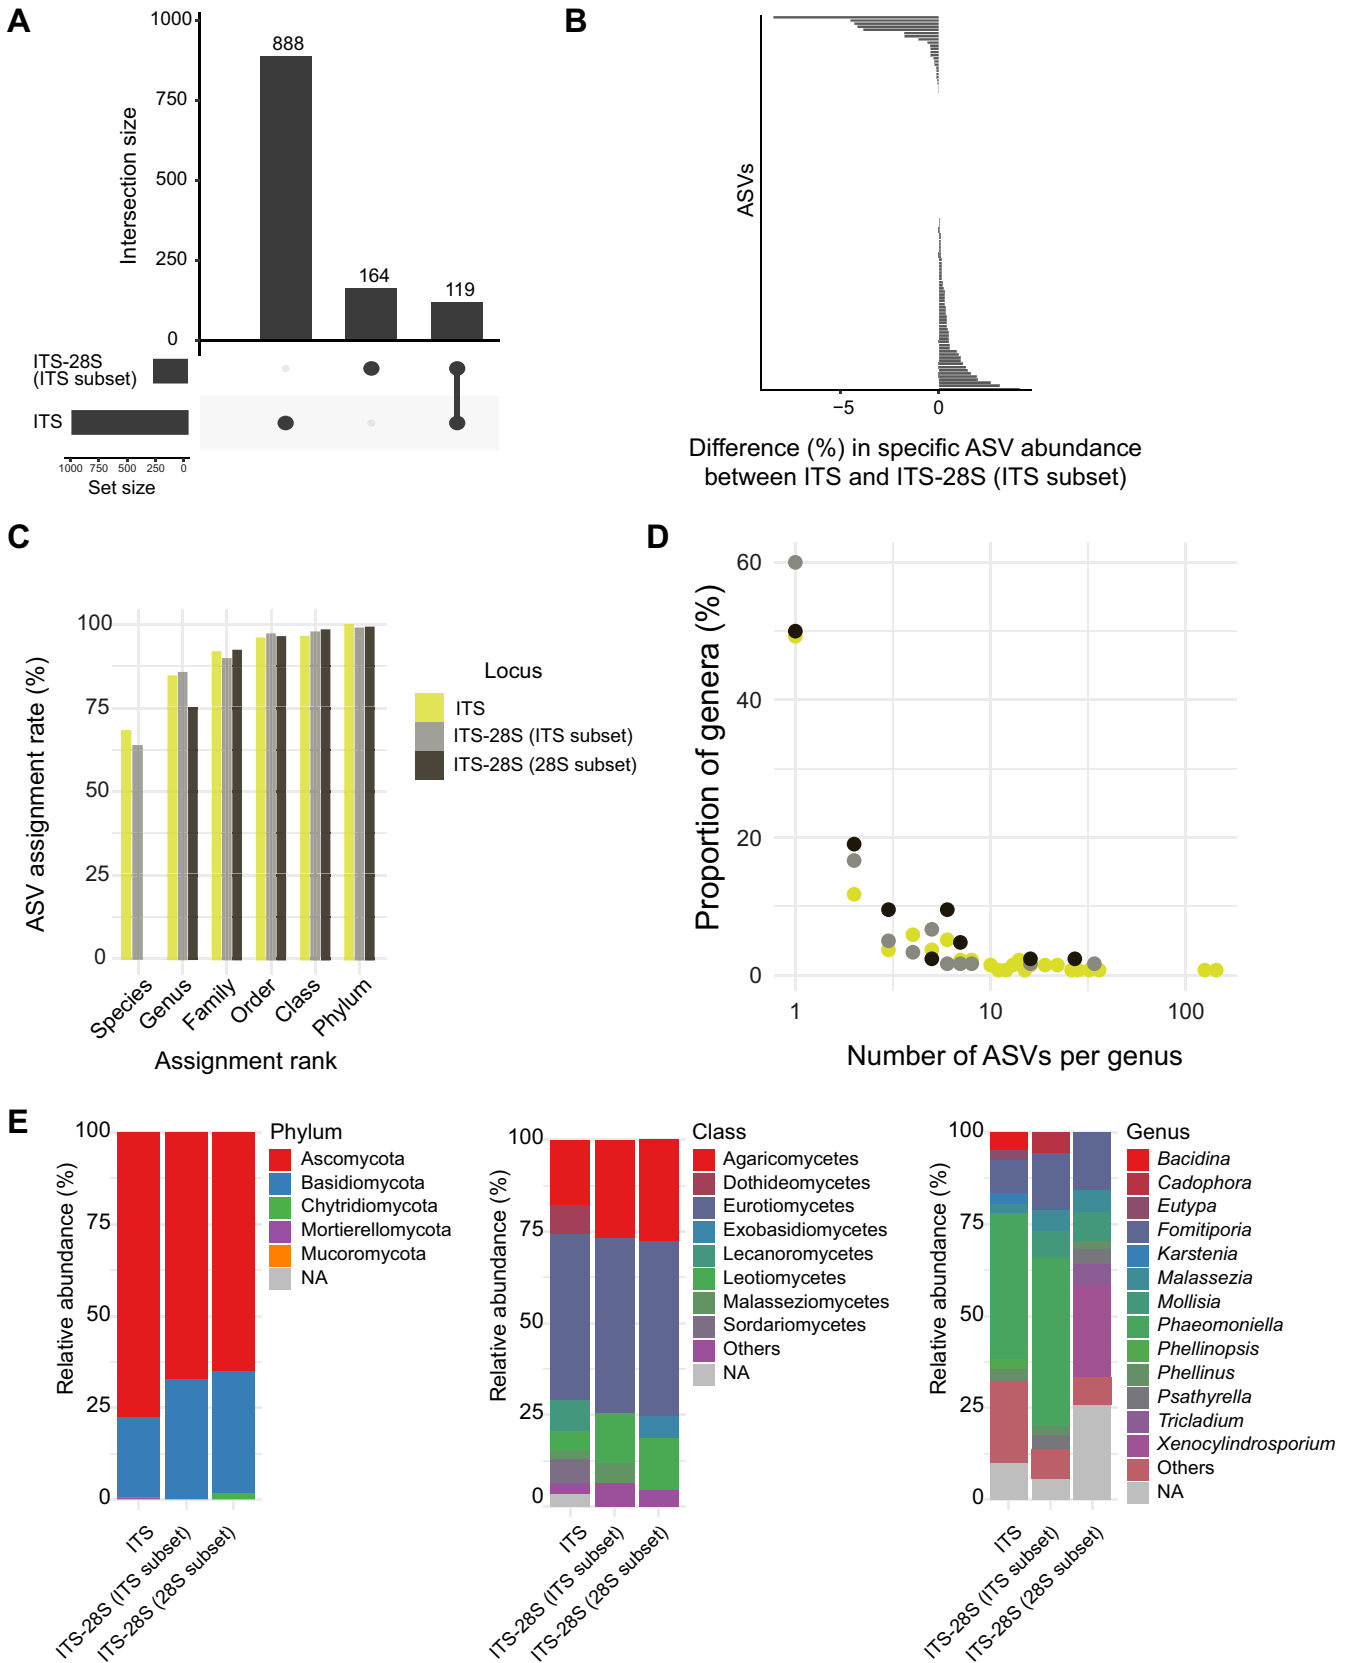 A
1000
750
500
250
0
Intersection size
888
164
119
ITS-28S
(ITS subset)
ITS
1000 750 500 250 0
Set size
B
ASVs
−5 0
Difference (%) in specific ASV abundance
between ITS and ITS-28S (ITS subset)
C
100
75
50
25
0
ASV assignment rate (%)
Species
Genus
Family
Order
Class
Phylum
Assignment rank
Locus
ITS
ITS-28S (ITS subset)
ITS-28S (28S subset)
D
60
40
20
0
Proportion of genera (%)
1 10 100
Number of ASVs per genus
E
100
75
50
25
0
Relative abundance (%)
ITS
ITS-28S (ITS subset)
ITS-28S (28S subset)
Phylum
Ascomycota
Basidiomycota
Chytridiomycota
Mortierellomycota
Mucoromycota
NA
100
75
50
25
0
Relative abundance (%)
ITS
ITS-28S (ITS subset)
ITS-28S (28S subset)
Class
Agaricomycetes
Dothideomycetes
Eurotiomycetes
Exobasidiomycetes
Lecanoromycetes
Leotiomycetes
Malasseziomycetes
Sordariomycetes
Others
NA
100
75
50
25
0
Relative abundance (%)
ITS
ITS-28S (ITS subset)
ITS-28S (28S subset)
Genus
Bacidina
Cadophora
Eutypa
Fomitiporia
Karstenia
Malassezia
Mollisia
Phaeomoniella
Phellinopsis
Phellinus
Psathyrella
Tricladium
Xenocylindrosporium
Others
NA